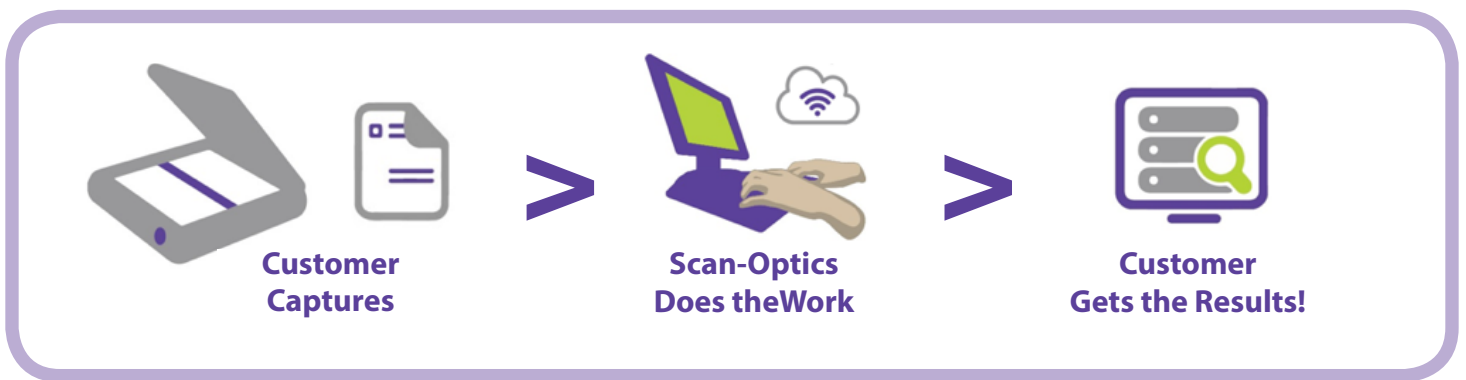 Customer
Captures
>
Scan-Optics
Does theWork
>
Customer
Gets the Results!